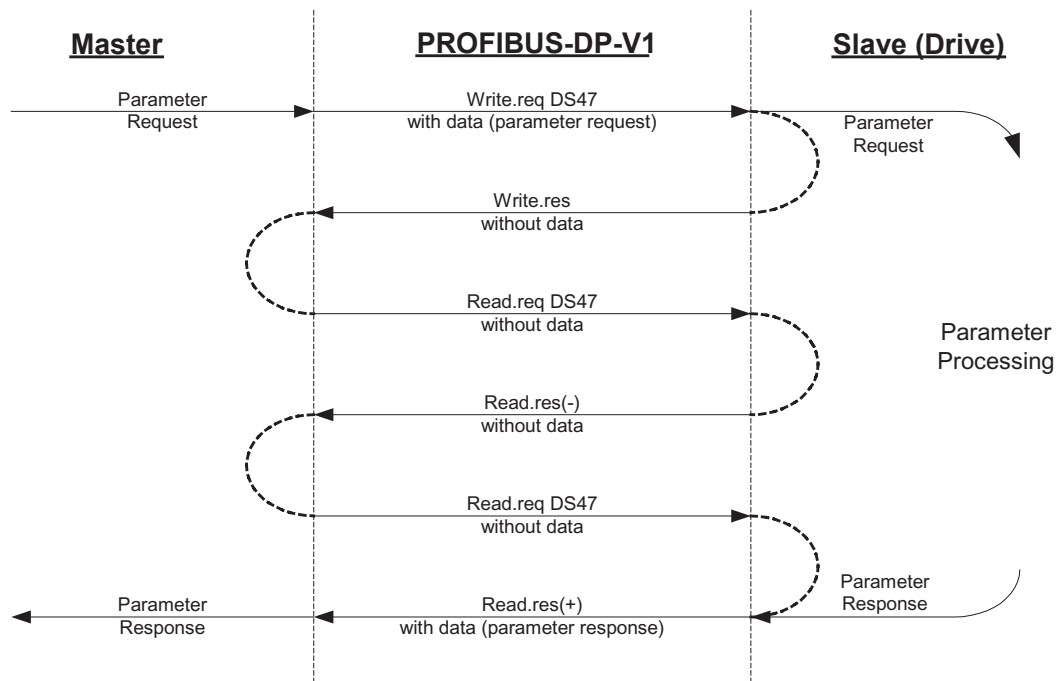 Master
PROFIBUS-DP-V1
Slave (Drive)
Parameter
Request
Write.req DS47
with data (parameter request)
Parameter
Request
Write.res
without data
Read.req DS47
without data
Parameter
Processing
Read.res(-)
without data
Read.req DS47
without data
Parameter
Response
Read.res(+)
with data (parameter response)
Parameter
Response